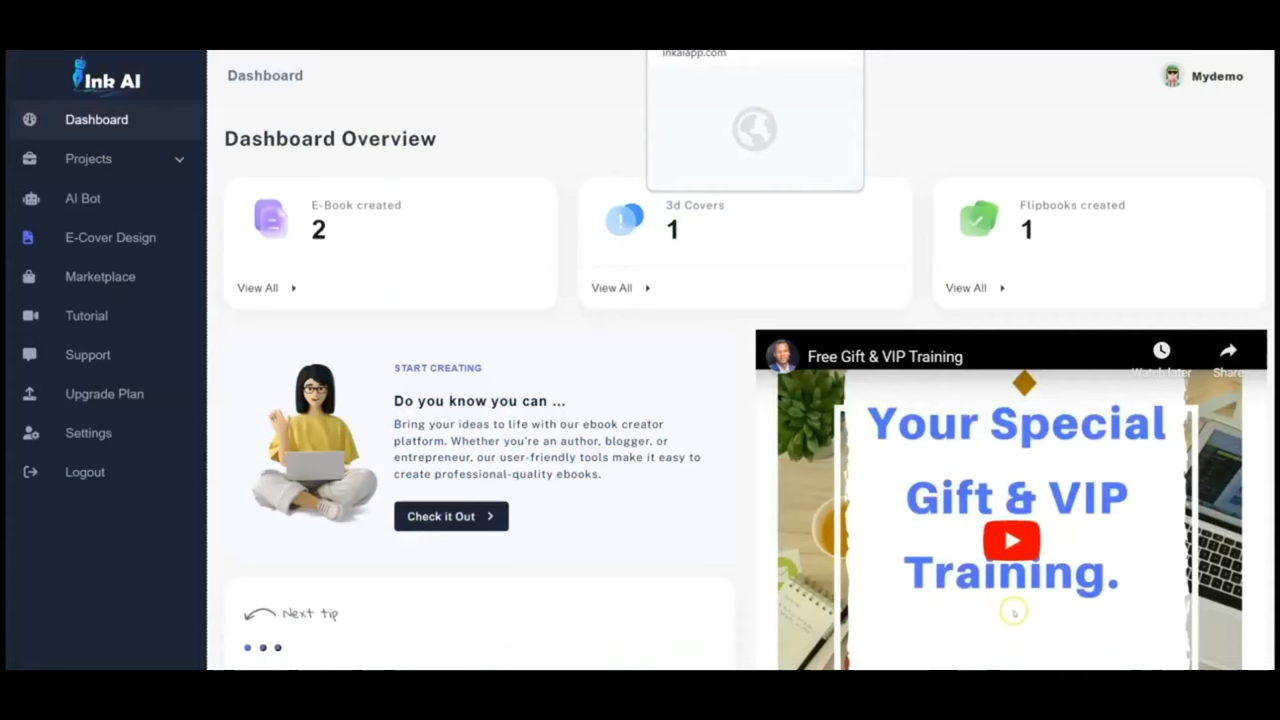 inkaiapp.com
Ink AI
Dashboard
Mydemo
Dashboard
Projects
AI Bot
E-Cover Design
Marketplace
Tutorial
Support
Upgrade Plan
Settings
Logout
Dashboard Overview
E-Book created
2
View All
3d Covers
1
View All
Flipbooks created
1
View All
START CREATING
Do you know you can ...
Bring your ideas to life with our ebook creator
platform. Whether you're an author, blogger, or
entrepreneur, our user-friendly tools make it easy to
create professional-quality ebooks.
Check it Out
Next tip
Free Gift & VIP Training
Watch later
Share
Your Special
Gift & VIP
Training.